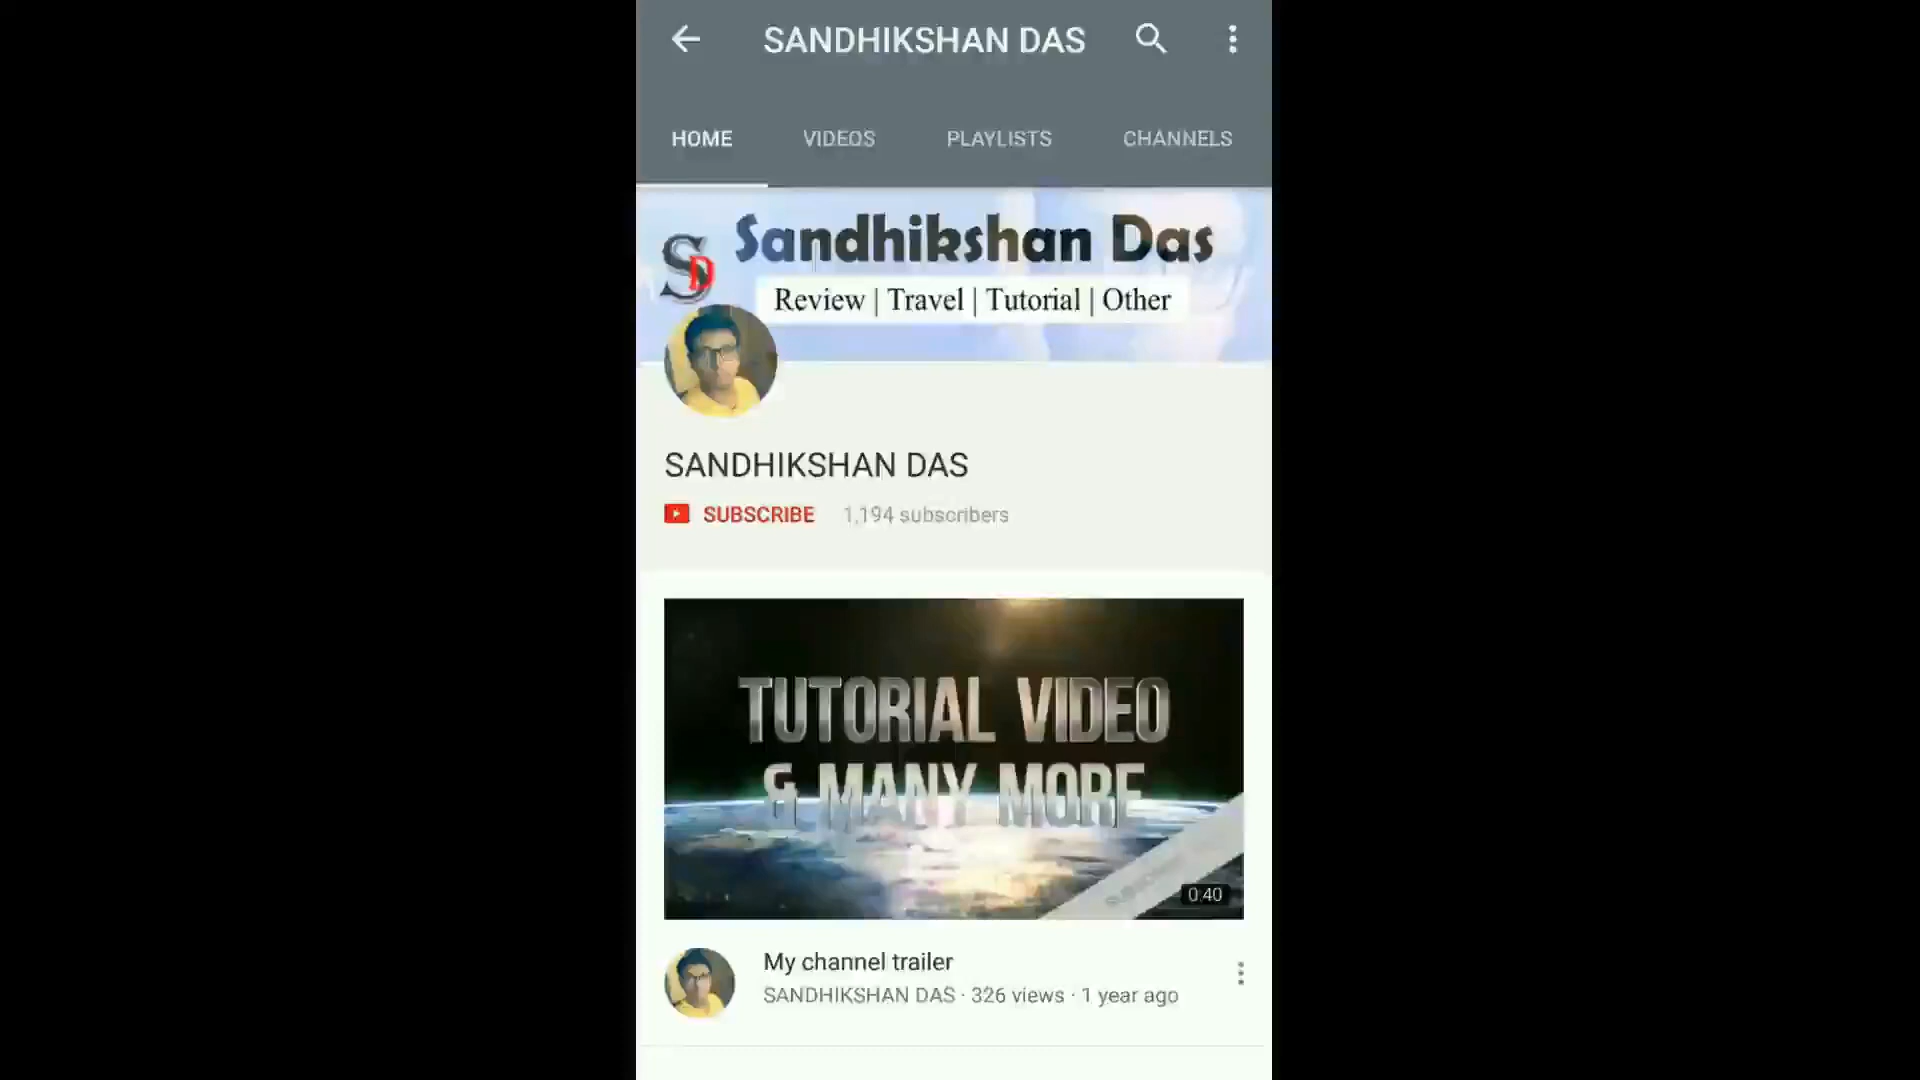 SANDHIKSHAN DAS
HOME VIDEOS PLAYLISTS CHANNELS
SD
Sandhikshan Das
Review | Travel | Tutorial | Other
SANDHIKSHAN DAS
SUBSCRIBE 1,194 subscribers
TUTORIAL VIDEO
& MANY MORE
0:40
My channel trailer
SANDHIKSHAN DAS · 326 views · 1 year ago